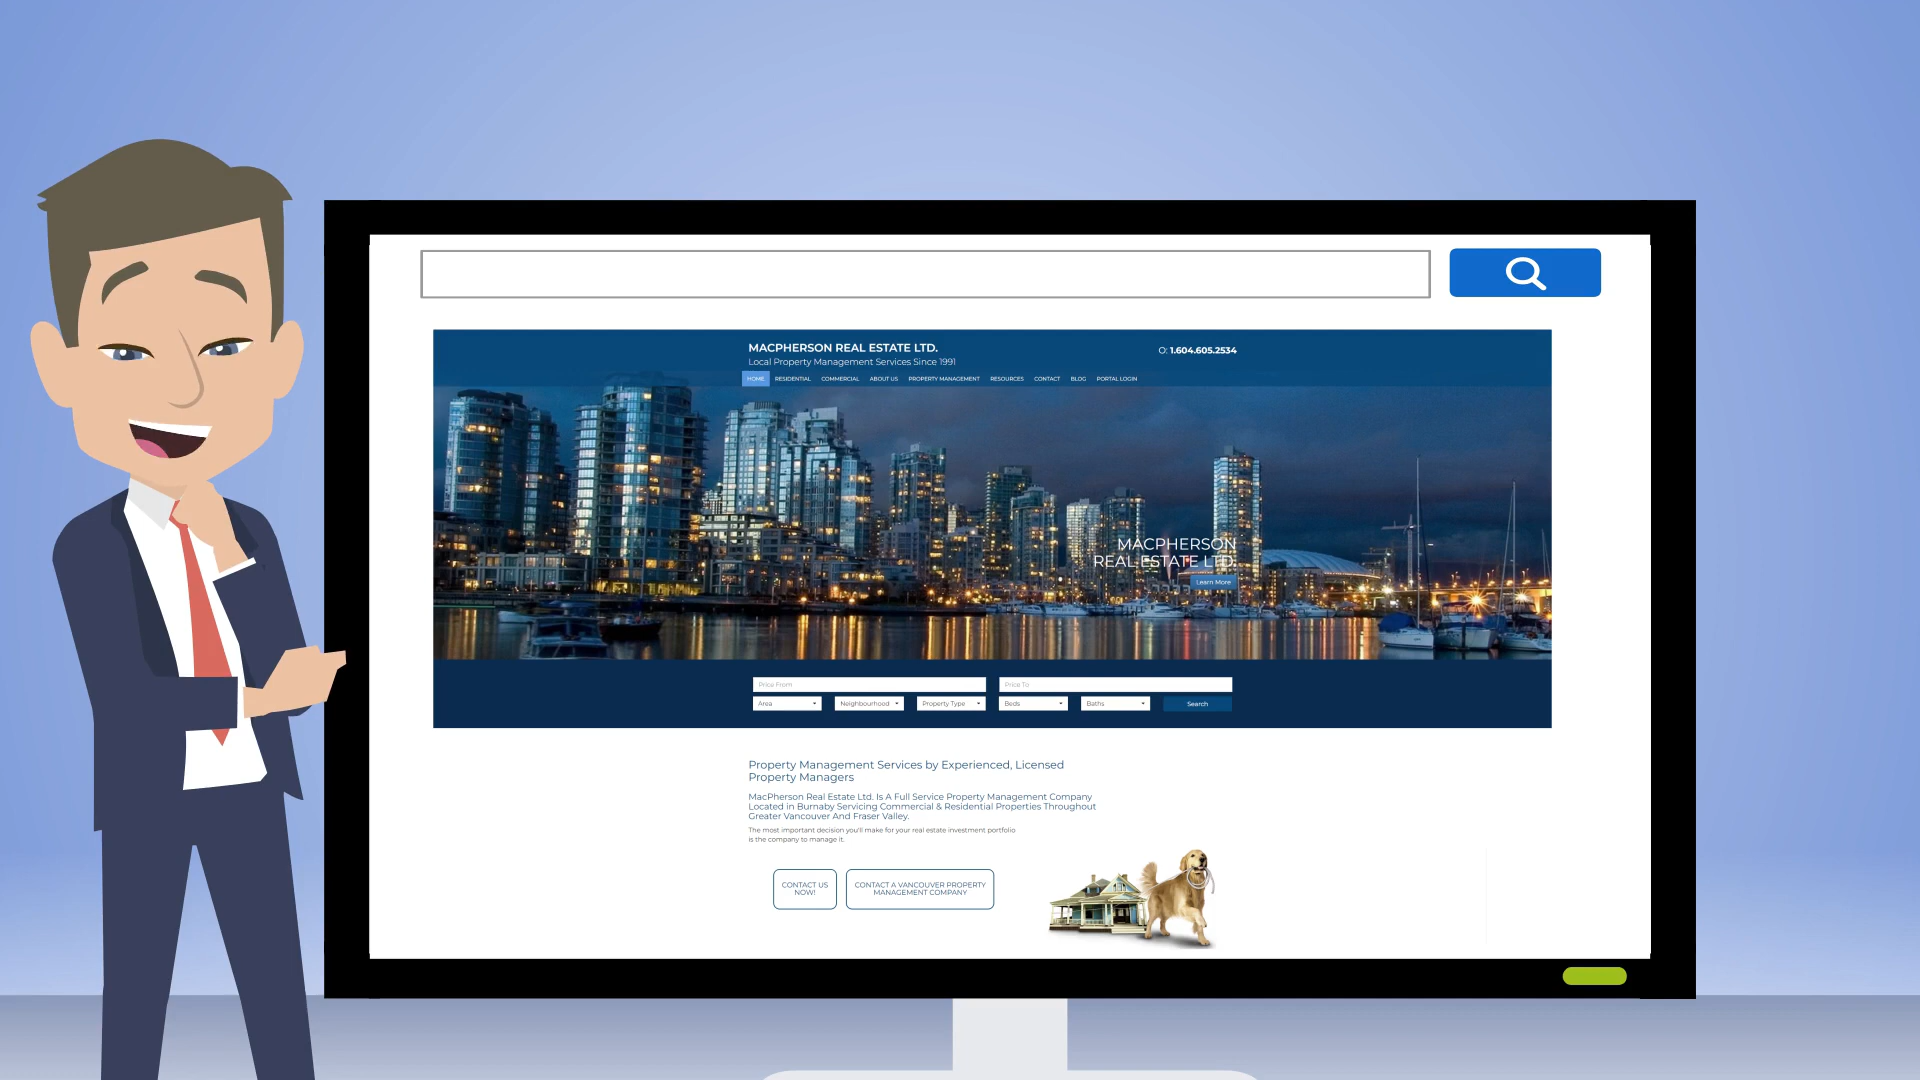 MACPHERSON REAL ESTATE LTD.
Local Property Management Services Since 1991
O: 1.604.605.2534
HOME RESIDENTIAL COMMERCIAL ABOUT US PROPERTY MANAGEMENT RESOURCES CONTACT BLOG PORTAL LOGIN
MACPHERSON
REAL ESTATE LTD.
Learn More
Price From Price To
Area Neighbourhood Property Type Beds Baths Search
Property Management Services by Experienced, Licensed
Property Managers
MacPherson Real Estate Ltd. Is A Full Service Property Management Company
Located in Burnaby Servicing Commercial & Residential Properties Throughout
Greater Vancouver And Fraser Valley.
The most important decision you'll make for your real estate investment portfolio
is the company to manage it.
CONTACT US
NOW!
CONTACT A VANCOUVER PROPERTY
MANAGEMENT COMPANY